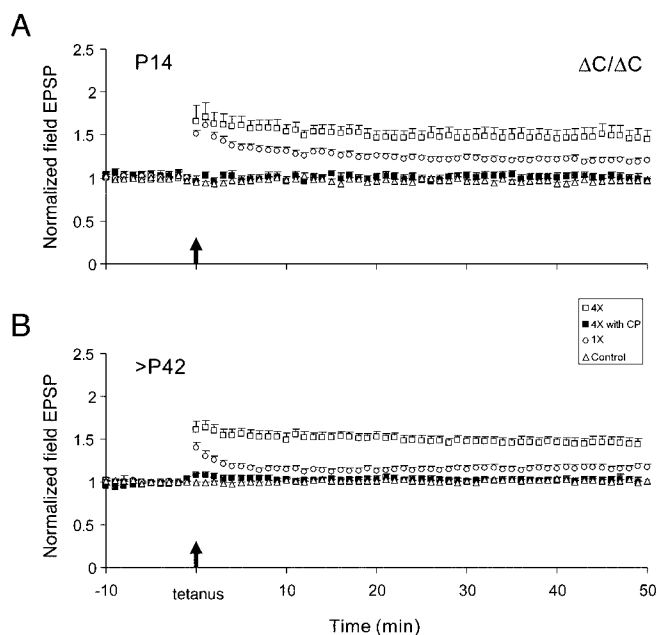 A
P14
ΔC/ΔC
Normalized field EPSP
2.5
2
1.5
1
0.5
0
4X
4X with CP
1X
Control
B
>P42
Normalized field EPSP
2.5
2
1.5
1
0.5
0
-10
tetanus
10
20
30
40
50
Time (min)